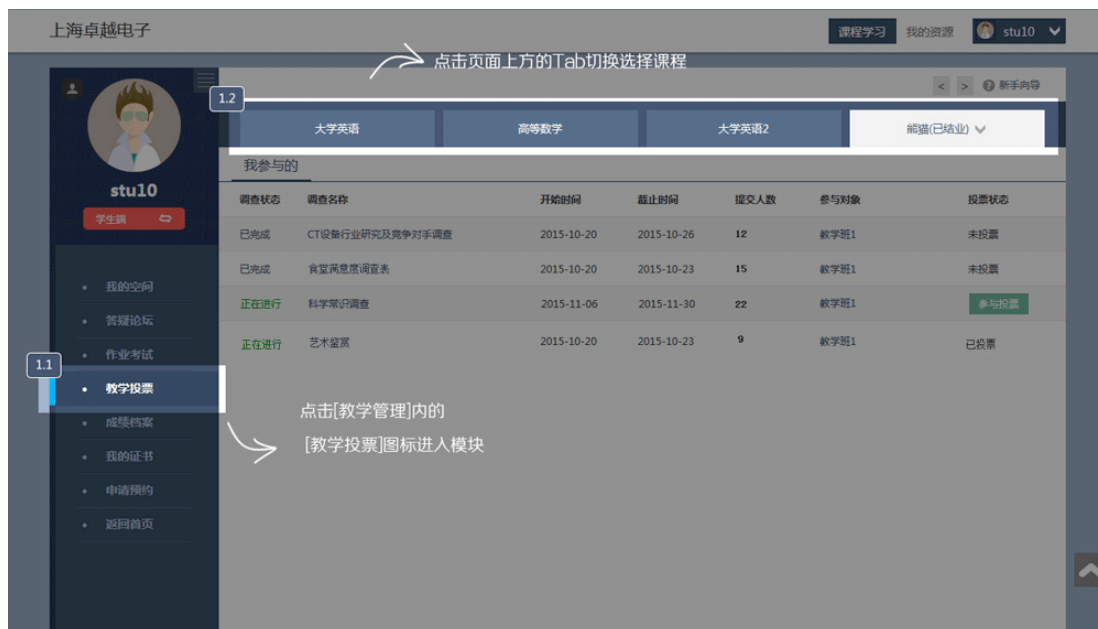 上海卓越电子
课程学习 我的资源 stu10
点击页面上方的Tab切换选择课程
< > 新手向导
1.2
大学英语 高等数学 大学英语2 熊猫(已结业)
我参与的
stu10
学生端
调查状态 调查名称 开始时间 截止时间 提交人数 参与对象 投票状态
已完成 CT设备行业研究及竞争对手调查 2015-10-20 2015-10-26 12 教学班1 未投票
已完成 食堂满意度调查表 2015-10-20 2015-10-23 15 教学班1 未投票
正在进行 科学常识调查 2015-11-06 2015-11-30 22 教学班1 参与投票
正在进行 艺术鉴赏 2015-10-20 2015-10-23 9 教学班1 已投票
我的空间
答疑论坛
作业考试
1.1
教学投票
成绩档案
我的证书
申请预约
返回首页
点击[教学管理]内的
[教学投票]图标进入模块